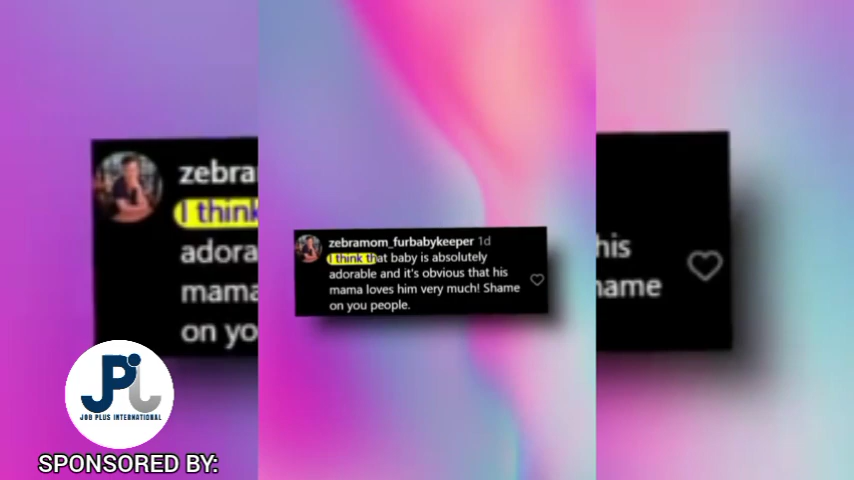 zebra
I think
adora
mama
on yo
zebramom_furbabykeeper 1d
I think that baby is absolutely
adorable and it's obvious that his
mama loves him very much! Shame
on you people.
his
hame
JPI
JOB PLUS INTERNATIONAL
SPONSORED BY: